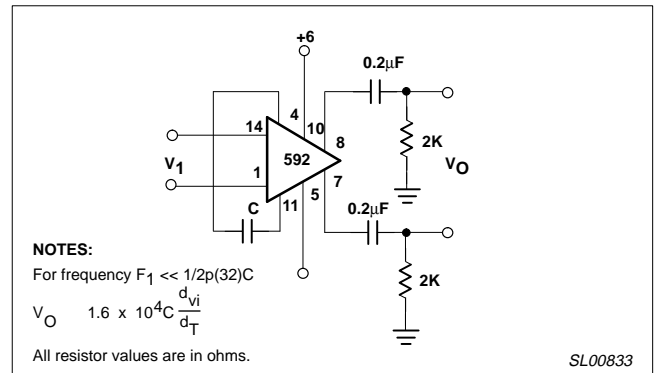 +6
0.2µF
4
14
10
8
2K
592
V1
VO
1
5
7
C
11
0.2µF
NOTES:
For frequency F1 << 1/2p(32)C
VO 1.6 x 10^4C dvi/dT
2K
All resistor values are in ohms.
SL00833